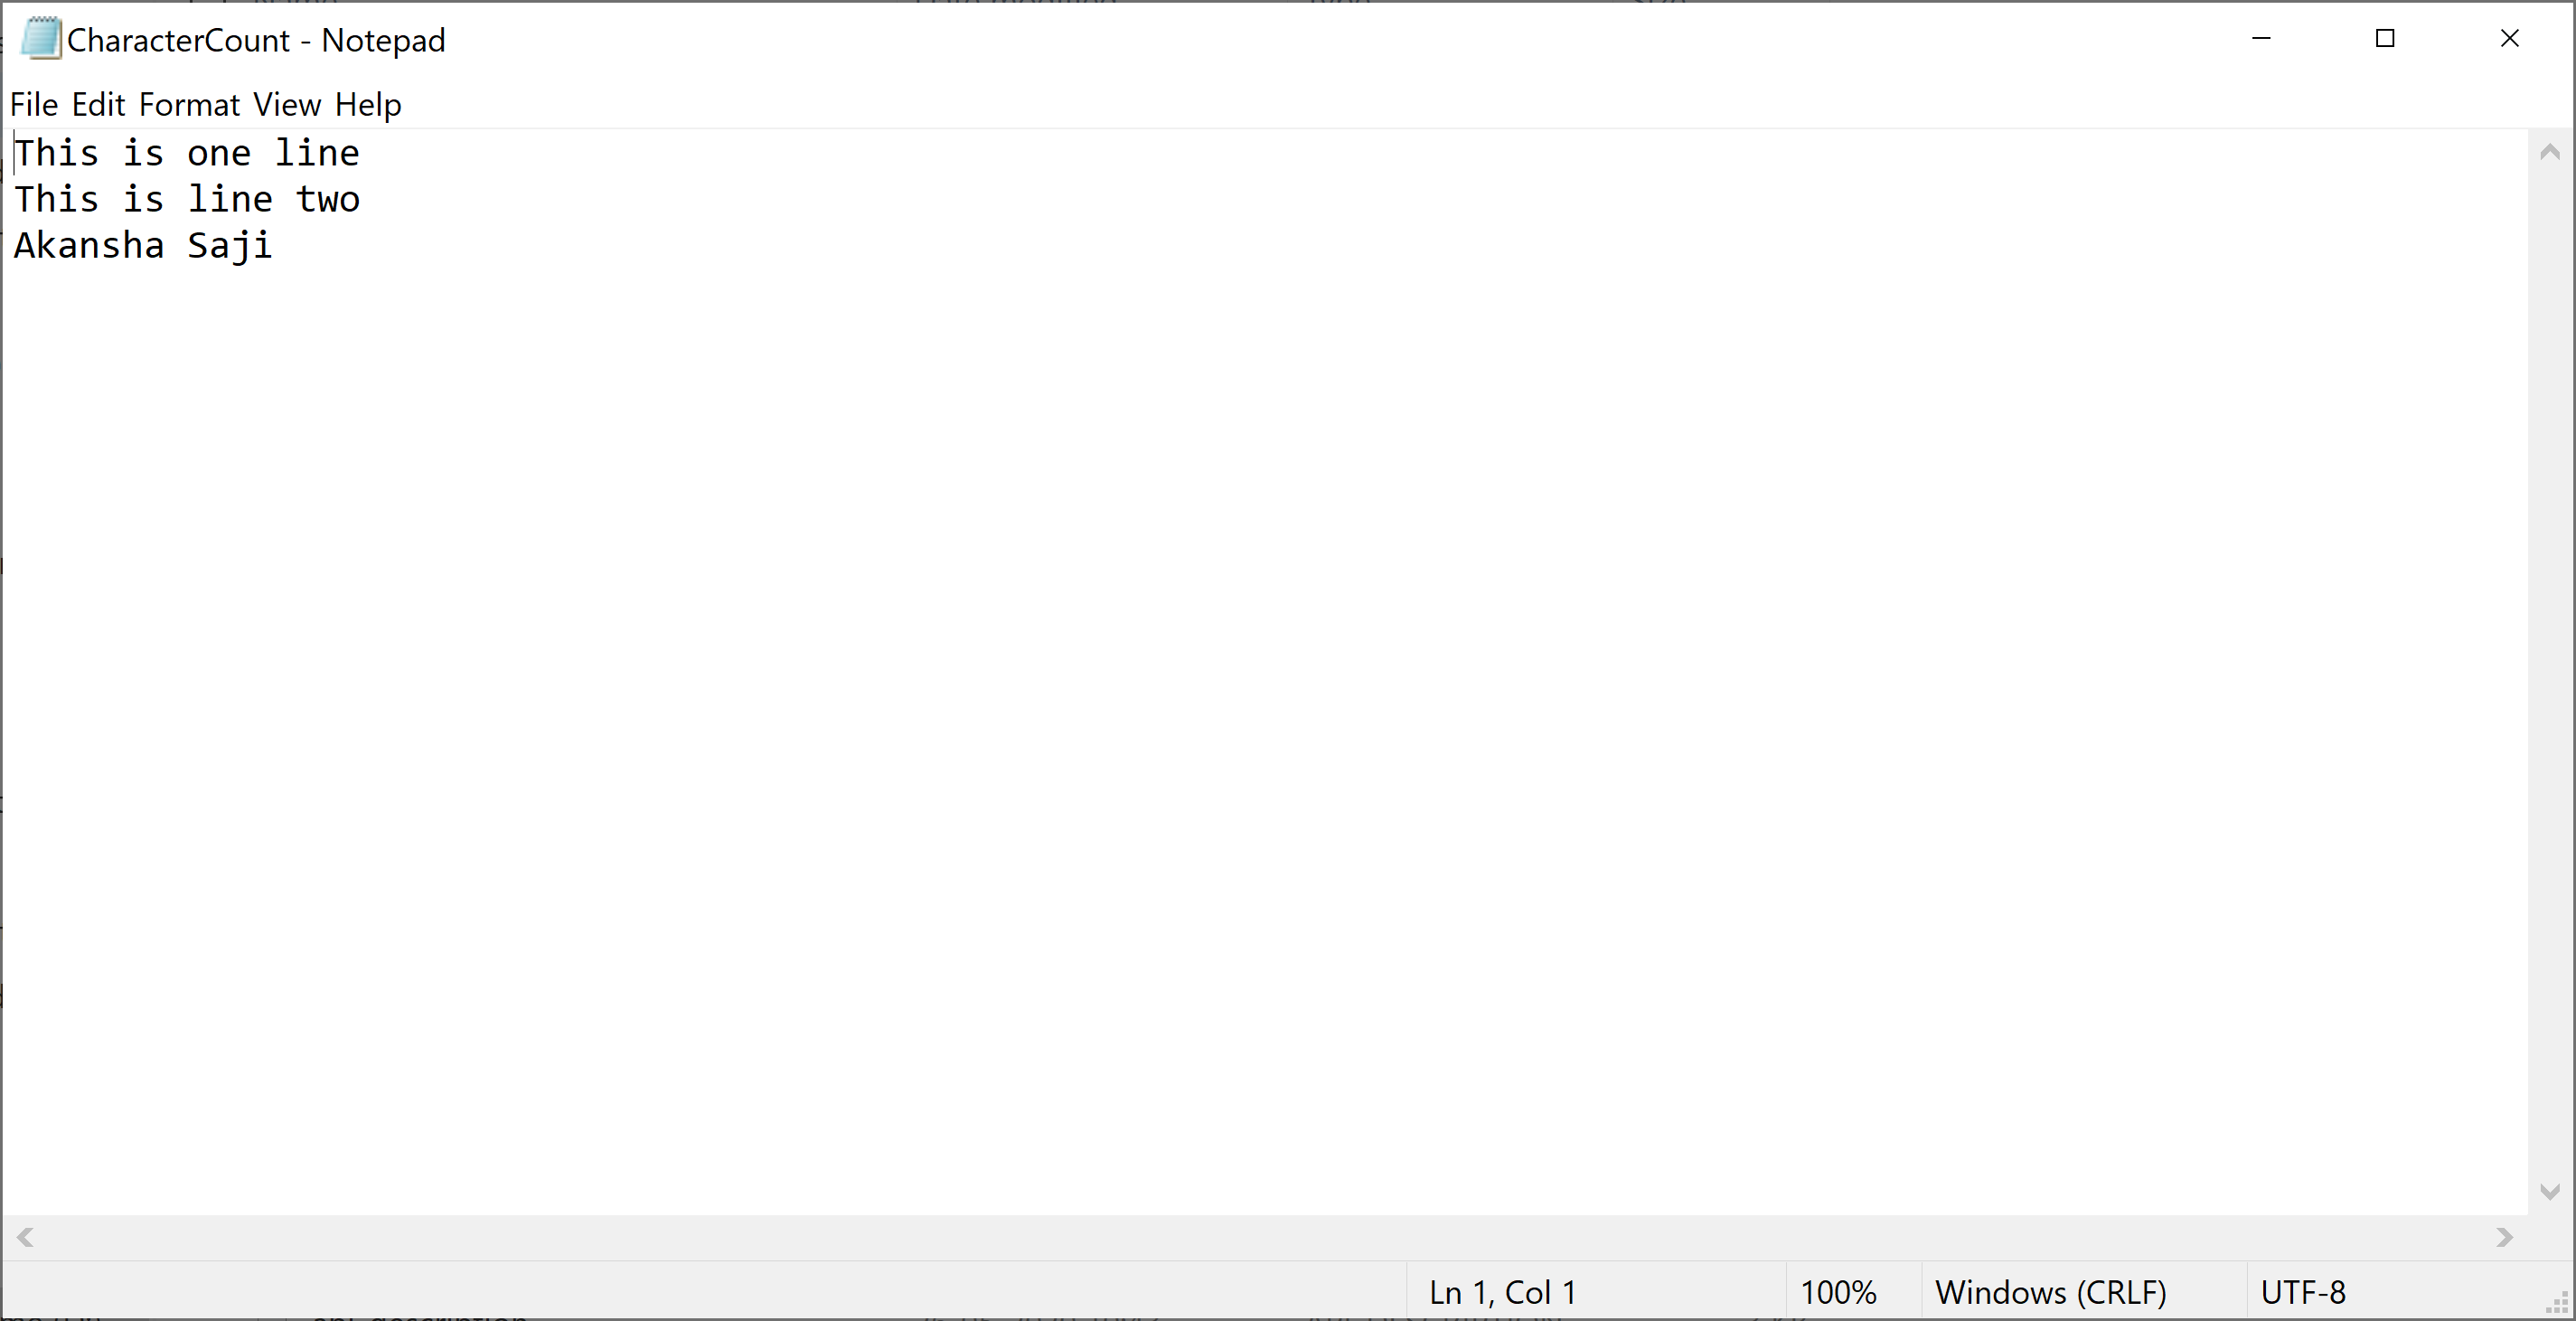 CharacterCount - Notepad
File Edit Format View Help
This is one line
This is line two
Akansha Saji
Ln 1, Col 1 100% Windows (CRLF) UTF-8